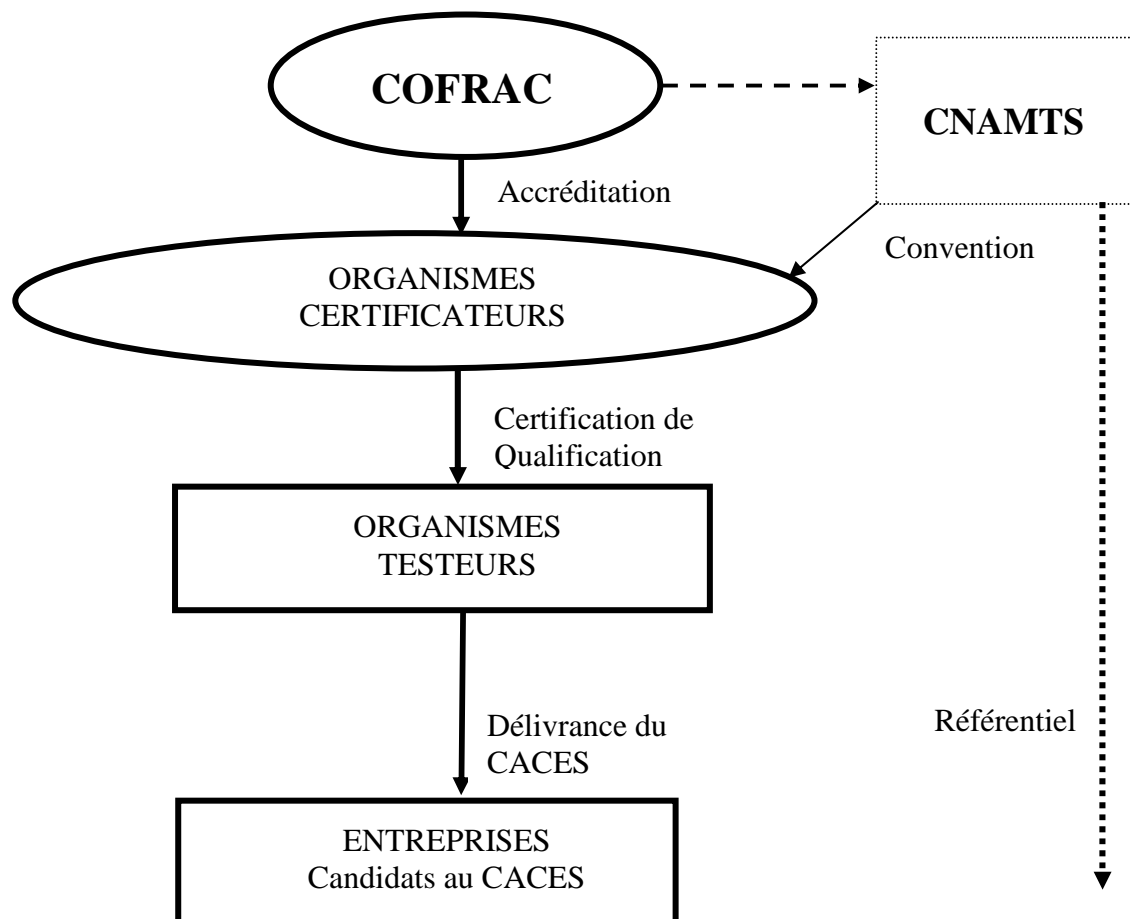 COFRAC
CNAMTS
Accréditation
Convention
ORGANISMES
CERTIFICATEURS
Certification de
Qualification
ORGANISMES
TESTEURS
Référentiel
Délivrance du
CACES
ENTREPRISES
Candidats au CACES